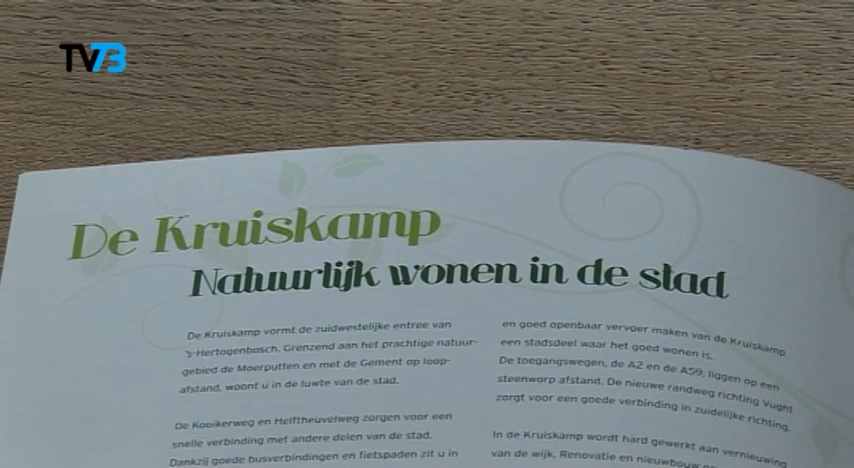 TV73
De Kruiskamp
Natuurlijk wonen in de stad
De Kruiskamp vormt de zuidwestelijke entree van
's-Hertogenbosch. Grenzend aan het prachtige natuur-
gebied de Moerputten en met de Gement op loop-
afstand, woont u in de luwte van de stad.
De Kooikerweg en Helftheuvelweg zorgen voor een
snelle verbinding met andere delen van de stad.
Dankzij goede busverbindingen en fietspaden zit u in
en goed openbaar vervoer maken van de Kruiskamp
een stadsdeel waar het goed wonen is.
De toegangswegen, de A2 en de A59, liggen op een
steenworp afstand. De nieuwe randweg richting Vught
zorgt voor een goede verbinding in zuidelijke richting.
In de Kruiskamp wordt hard gewerkt aan vernieuwing
van de wijk. Renovatie en nieuwbouw